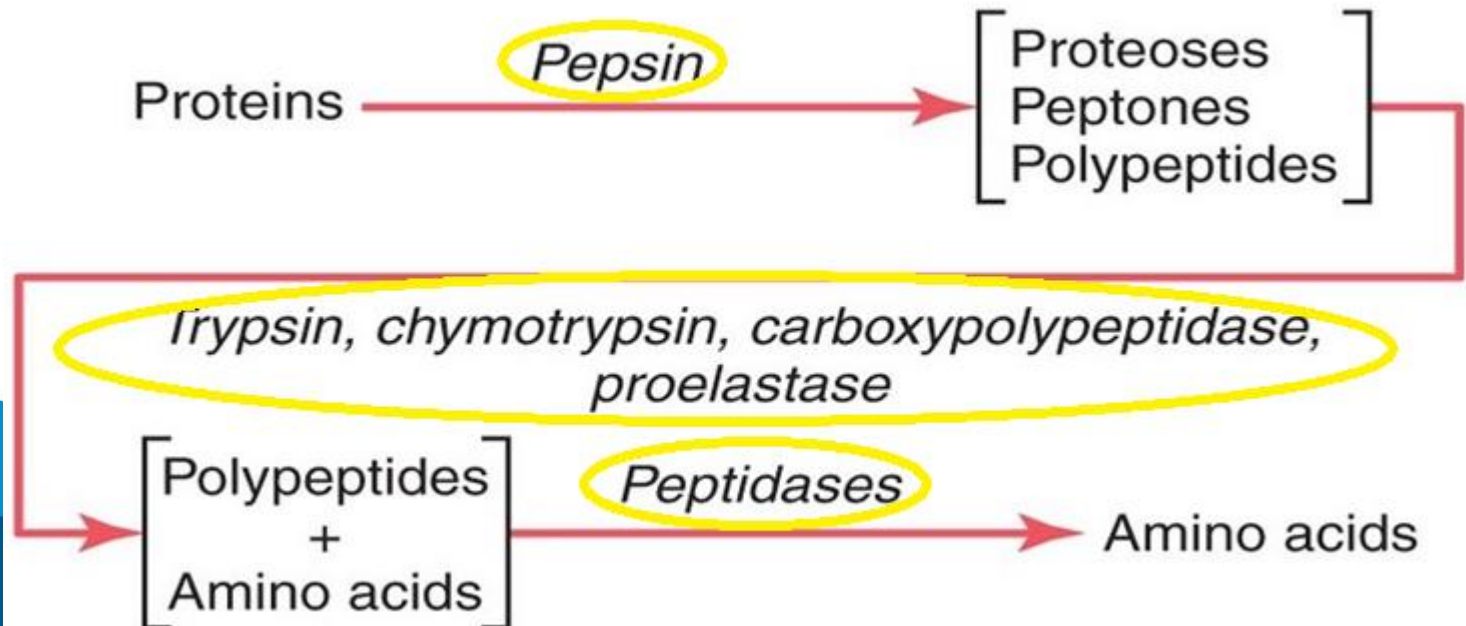 Pepsin
Proteins
Proteoses
Peptones
Polypeptides
Trypsin, chymotrypsin, carboxypolypeptidase,
proelastase
Polypeptides
+
Amino acids
Peptidases
Amino acids